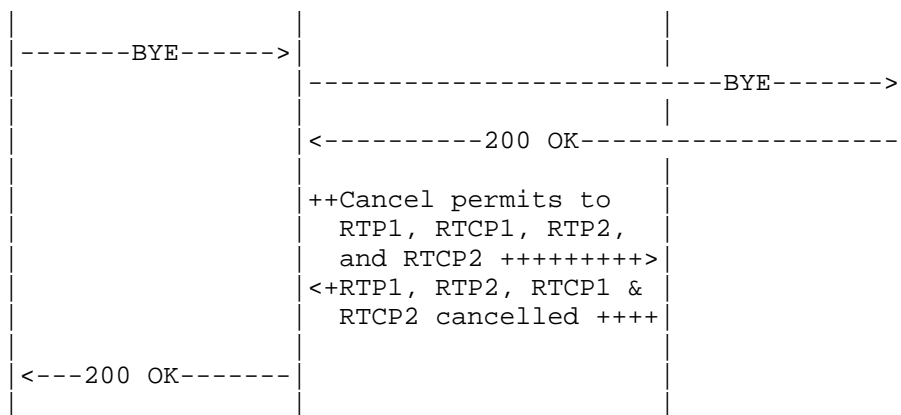 |                 |                      |
|-------BYE------>|                      |
|                 |--------------------------BYE------->
|                 |                      |
|                 |<----------200 OK--------------------
|                 |                      |
|                 |++Cancel permits to   |
|                 |  RTP1, RTCP1, RTP2,  |
|                 |  and RTCP2 +++++++++>|
|                 |<+RTP1, RTP2, RTCP1 & |
|                 |  RTCP2 cancelled ++++|
|                 |                      |
|<---200 OK-------|                      |
|                 |                      |